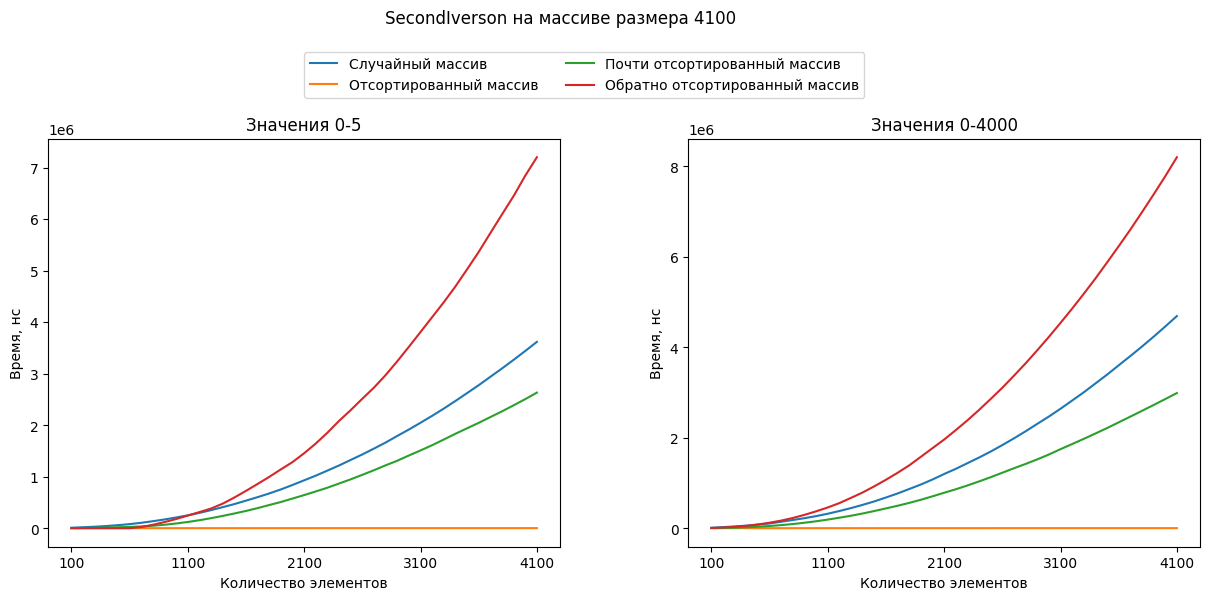 SecondIverson на массиве размера 4100
Случайный массив
Отсортированный массив
Почти отсортированный массив
Обратно отсортированный массив
Значения 0-5
1e6
7
6
5
4
3
2
1
0
Время, нс
100
1100
2100
3100
4100
Количество элементов
Значения 0-4000
1e6
8
6
4
2
0
Время, нс
100
1100
2100
3100
4100
Количество элементов